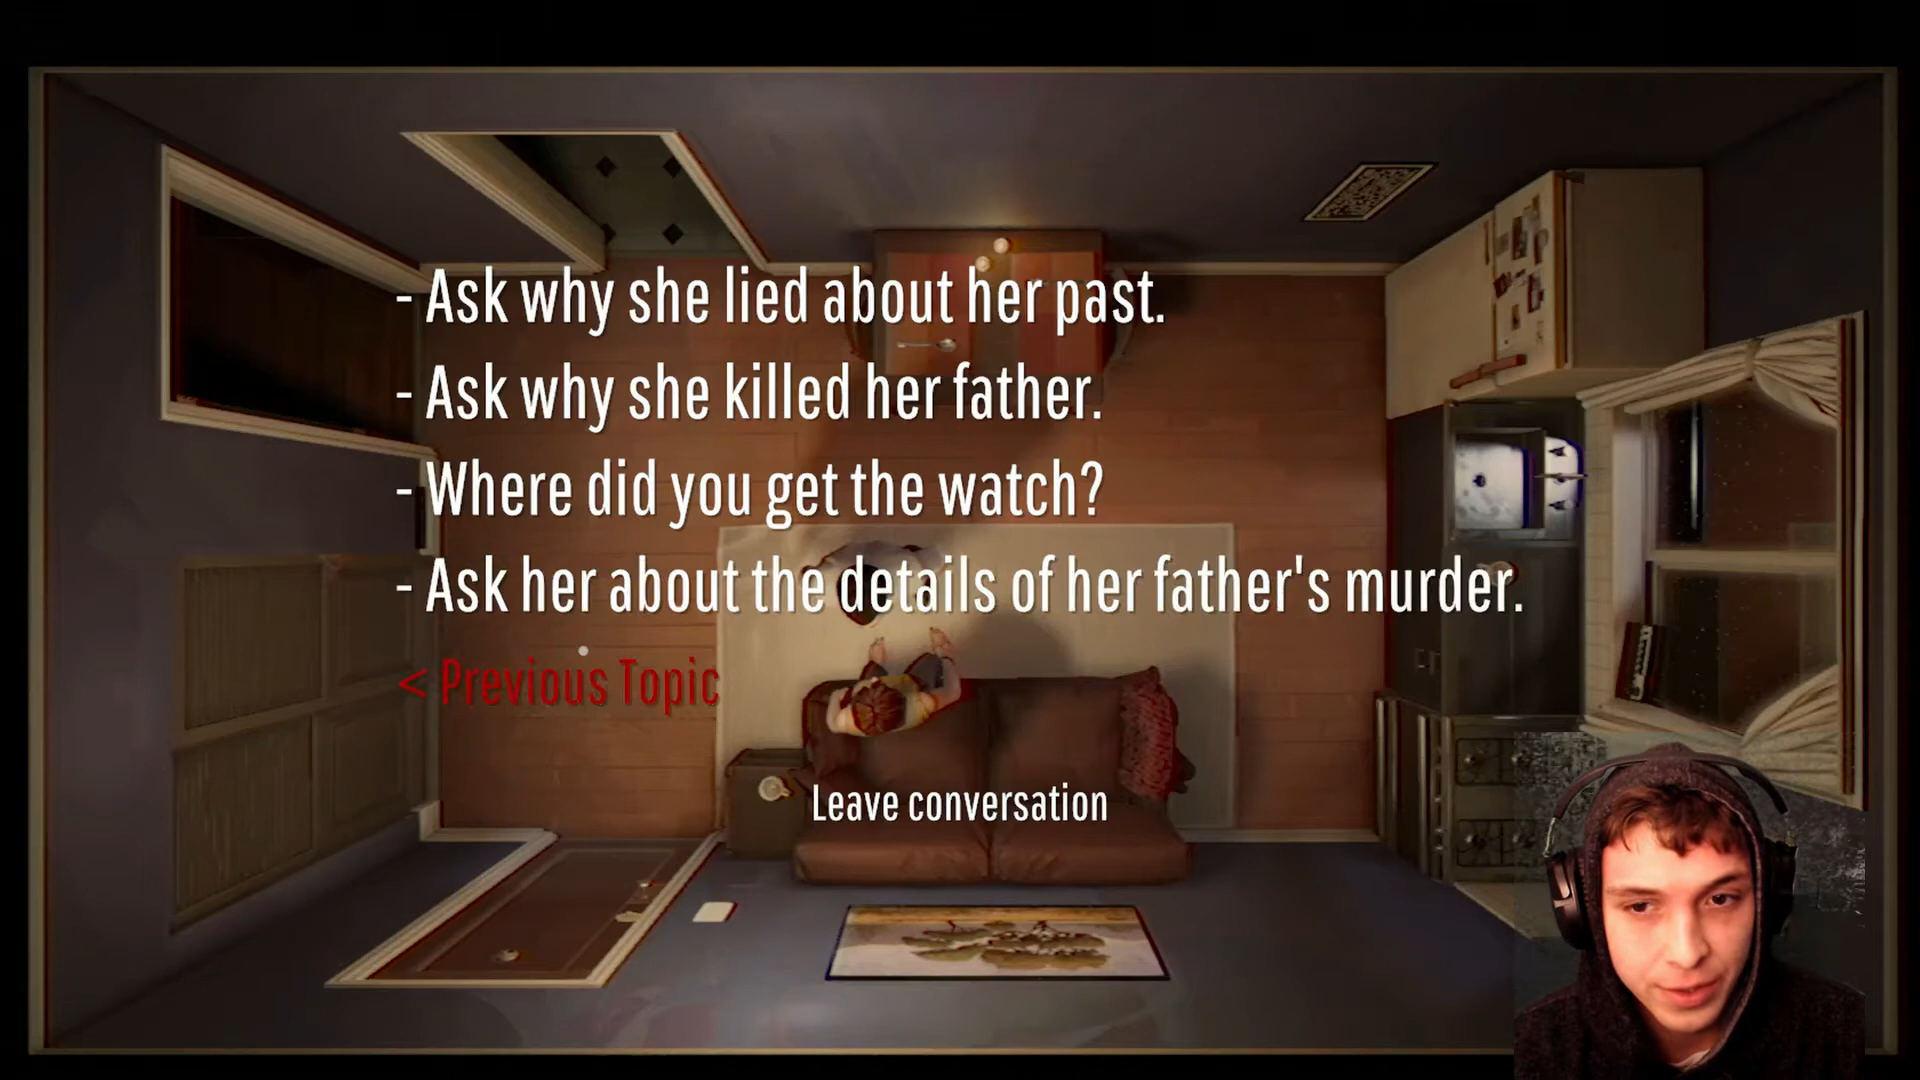 - Ask why she lied about her past.
- Ask why she killed her father.
- Where did you get the watch?
- Ask her about the details of her father's murder.
< Previous Topic
Leave conversation